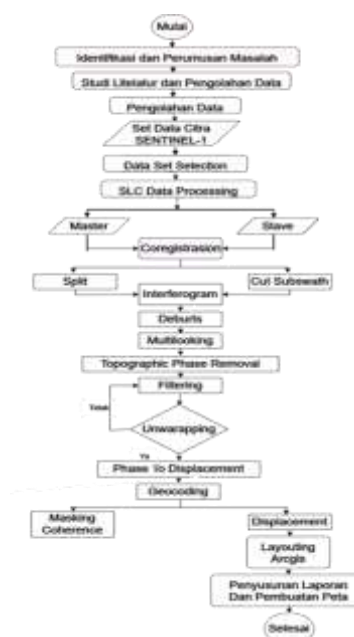 Mulai
Identifikasi dan Perumusan Masalah
Studi Literatur dan Pengolahan Data
Pengolahan Data
Set Data Citra
SENTINEL-1
Data Set Selection
SLC Data Processing
Master
Slave
Coregistrasion
Split
Cut Subswath
Interferogram
Deburts
Multilooking
Topographic Phase Removal
Filtering
Tidak
Unwarapping
Ya
Phase To Displacement
Geocoding
Masking
Coherence
Displacement
Layouting
Arcgis
Penyusunan Laporan
Dan Pembuatan Peta
Selesai